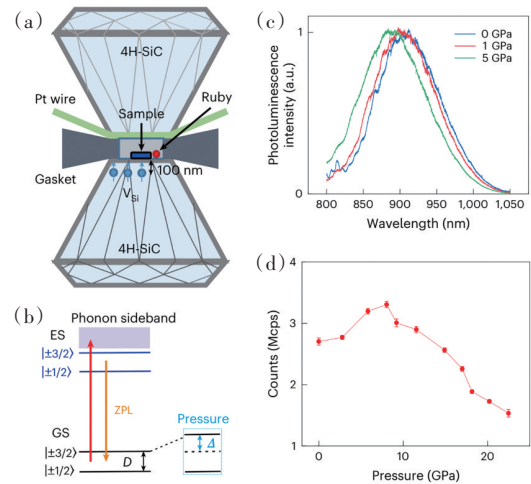 (a)
4H-SiC
Pt wire
Sample
Ruby
Gasket
100 nm
V_Si
4H-SiC
(b)
Phonon sideband
ES
|±3/2⟩
|±1/2⟩
ZPL
Pressure
GS
|±3/2⟩
|±1/2⟩
D
Δ
(c)
Photoluminescence
intensity (a.u.)
1
0
0 GPa
1 GPa
5 GPa
800 850 900 950 1,000 1,050
Wavelength (nm)
(d)
Counts (Mcps)
4
3
2
1
0 10 20
Pressure (GPa)